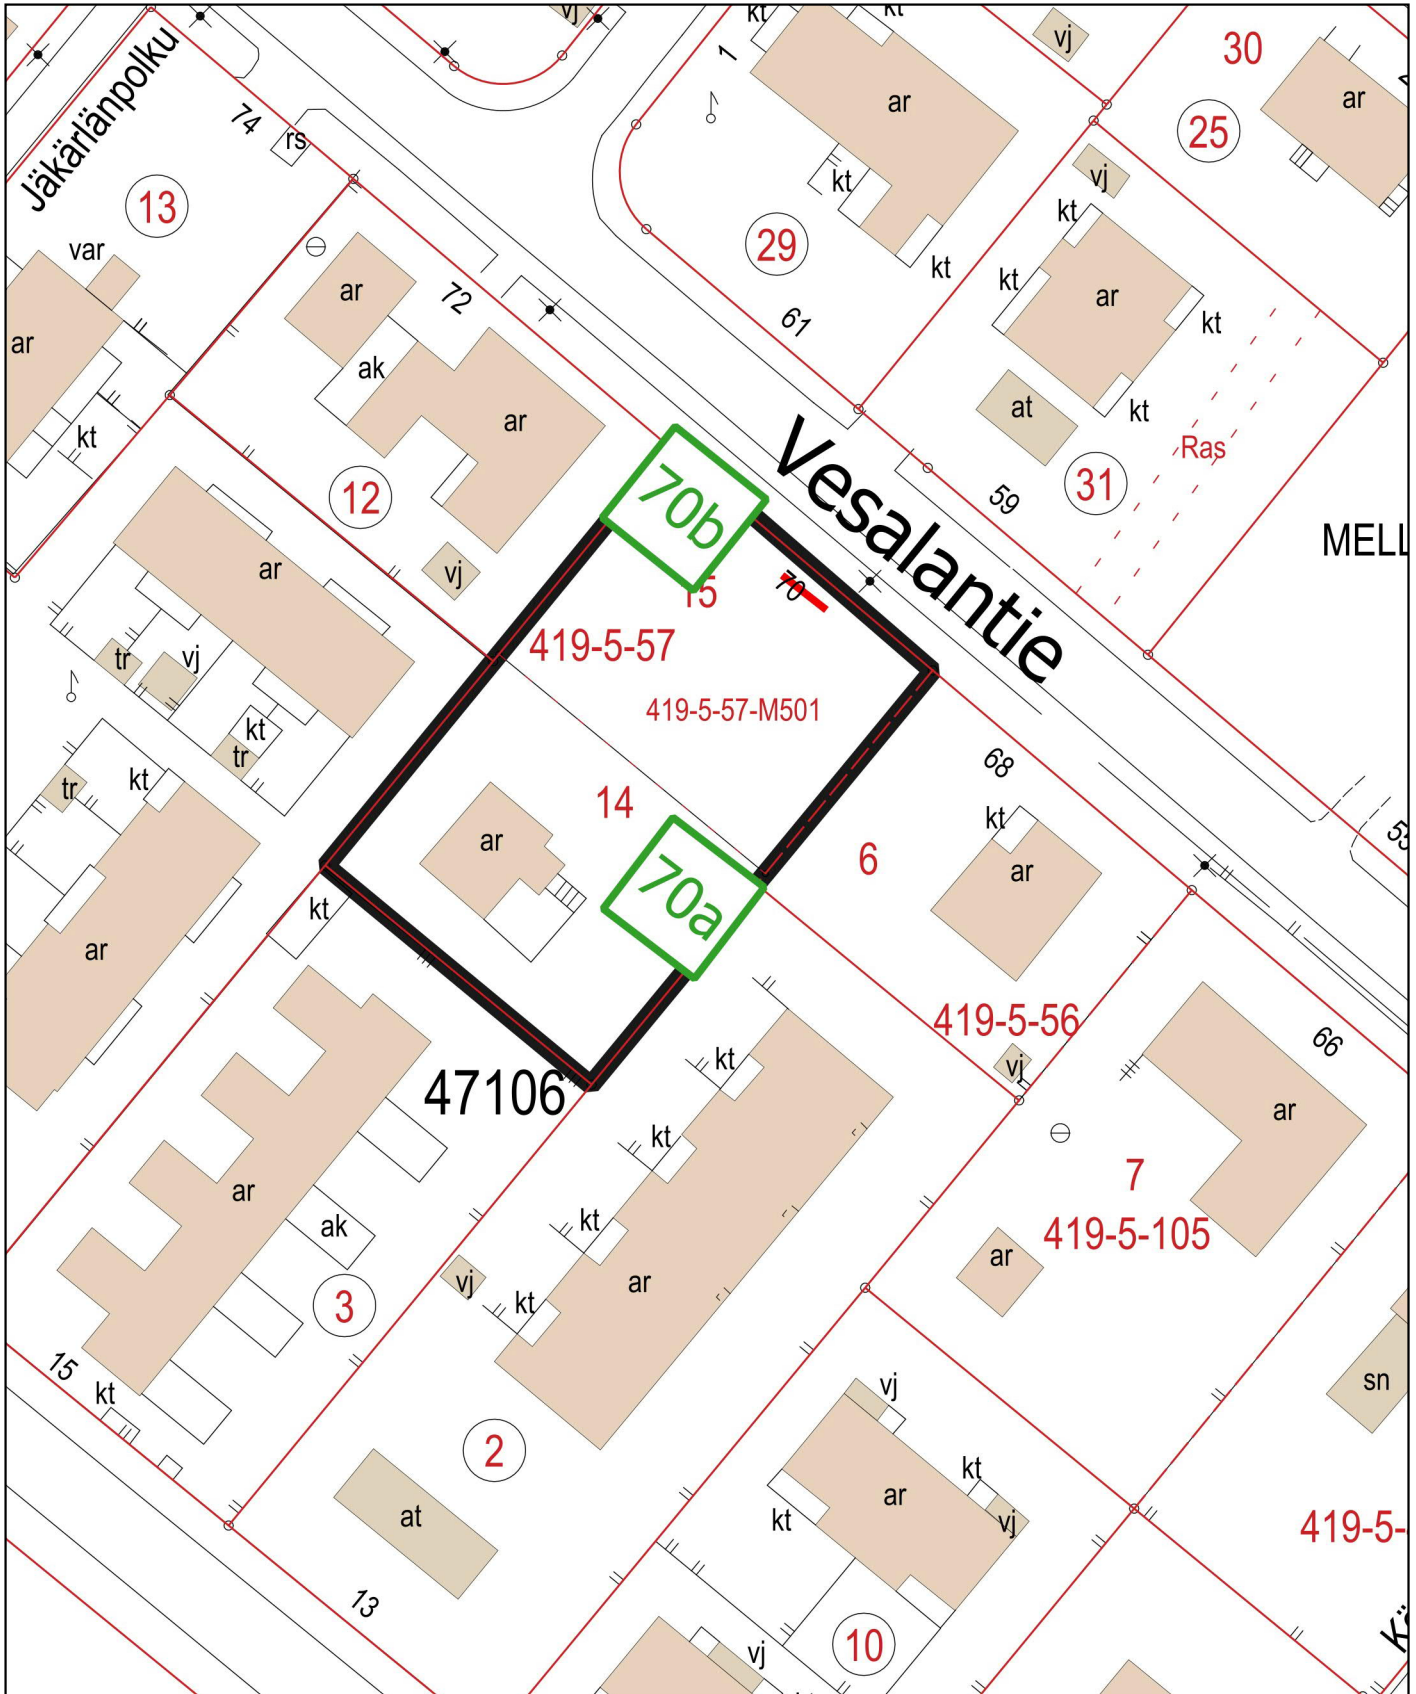 vj
kt
kt
30
Jäkärlänpolku
74
rs
1
ar
vj
25
ar
13
kt
vj
kt
29
kt
kt
ar
kt
var
ar
72
61
ar
ak
ar
at
kt
kt
Ras
31
59
12
70b
Vesalantie
MELL
ar
vj
15
70
tr
vj
419-5-57
419-5-57-M501
kt
tr
tr
kt
14
68
kt
ar
ar
6
70a
kt
ar
419-5-56
vj
66
47106
kt
ar
kt
7
ar
kt
419-5-105
ak
ar
ar
vj
kt
3
15
kt
vj
sn
2
kt
ar
at
kt
vj
419-5-
13
10
vj